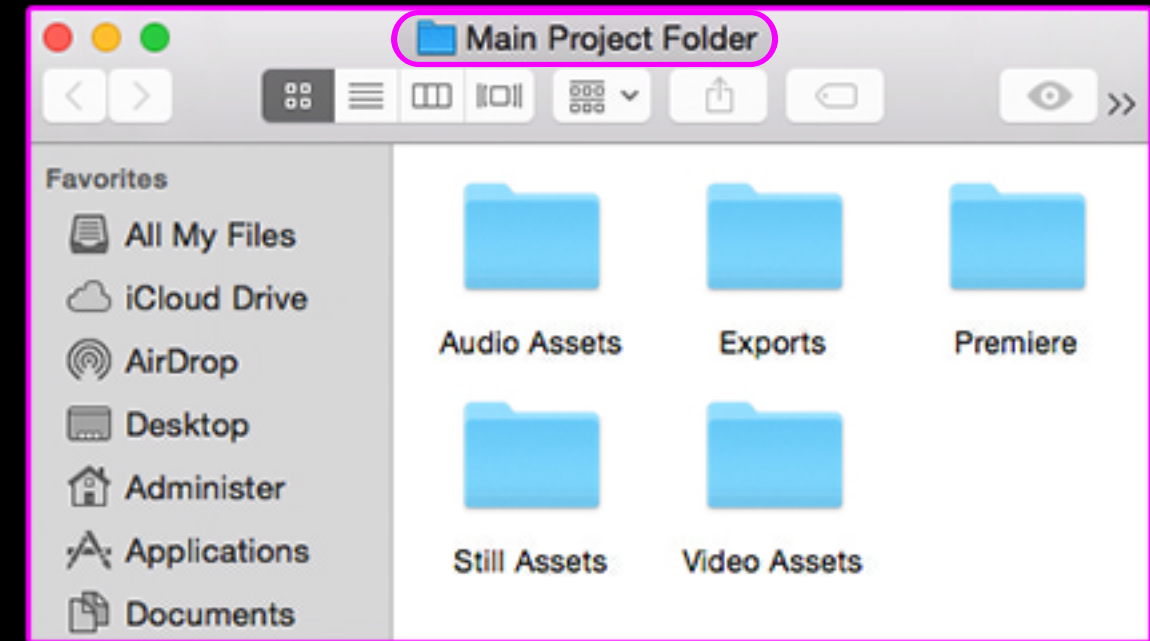 Main Project Folder
Favorites
All My Files
iCloud Drive
AirDrop
Desktop
Administer
Applications
Documents
Audio Assets Exports Premiere
Still Assets Video Assets